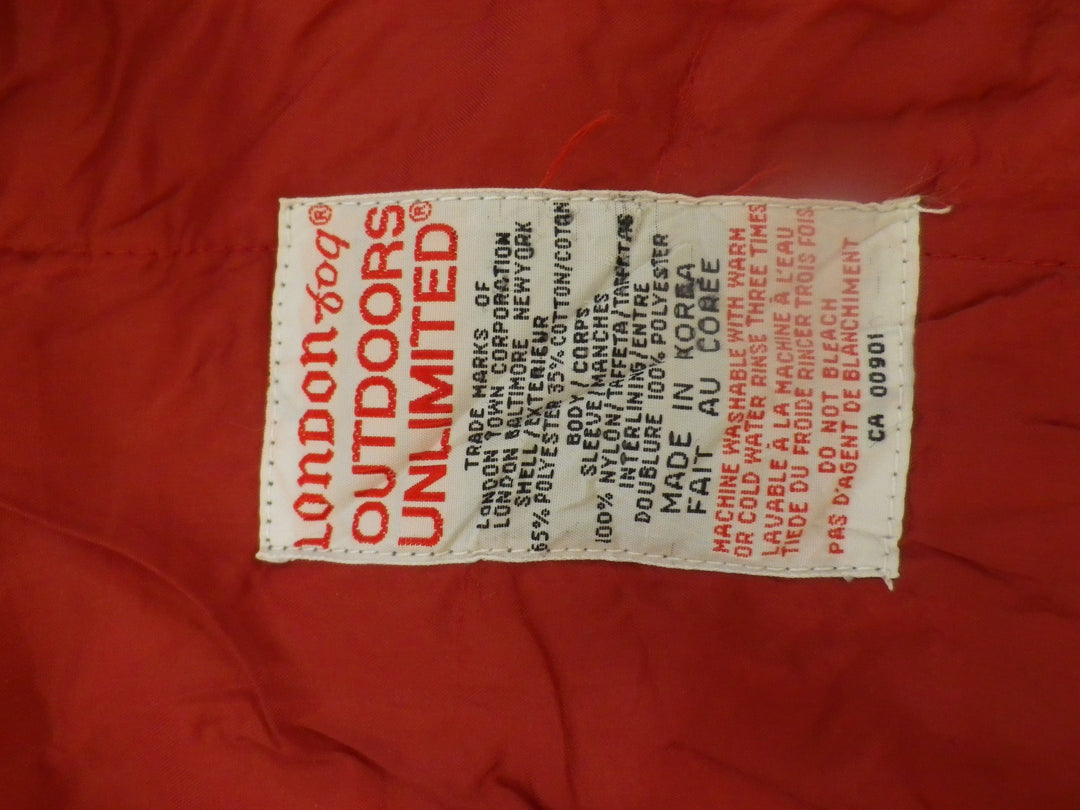 LONDON fog®
OUTDOORS
UNLIMITED®
TRADE MARKS OF
LONDON TOWN CORPORATION
LONDON BALTIMORE NEW YORK
SHELL/EXTERIEUR
65% POLYESTER 35% COTTON/COTON
BODY/CORPS
SLEEVE/MANCHES
100% NYLON/TAFFETA/TAFFETAS
INTERLINING/ENTRE
DOUBLURE 100% POLYESTER
MADE IN KOREA
FAIT AU CORÉE
MACHINE WASHABLE WITH WARM
OR COLD WATER RINSE THREE TIMES
LAVABLE À LA MACHINE À L'EAU
TIEDE DU FROIDE RINCER TROIS FOIS
DO NOT BLEACH
PAS D'AGENT DE BLANCHIMENT
CA 00901